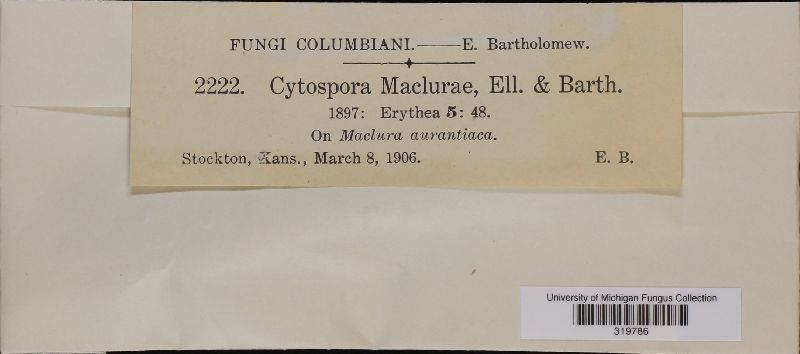 FUNGI COLUMBIANI.——E. Bartholomew.
2222. Cytospora Maclurae, Ell. & Barth.
1897: Erythea 5: 48.
On Maclura aurantiaca.
Stockton, Kans., March 8, 1906. E. B.
University of Michigan Fungus Collection
319786